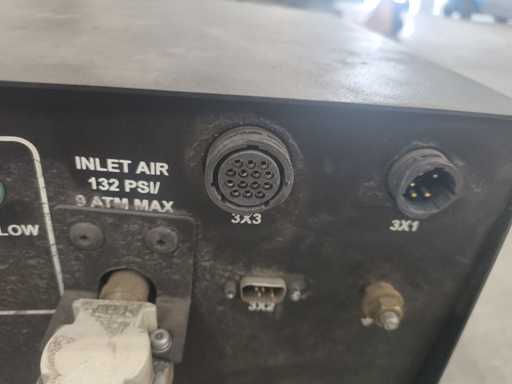 INLET AIR
132 PSI/
9 ATM MAX
LOW
3X3
3X1
3X2